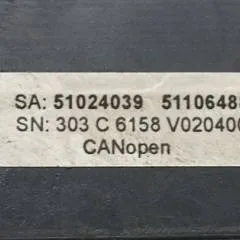 SA: 51024039 5110648
SN: 303 C 6158 V020400
CANopen